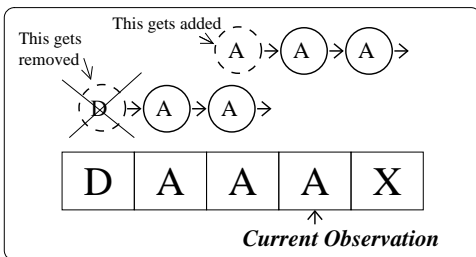 This gets added
This gets
removed
A A A
D A A
D A A A X
Current Observation